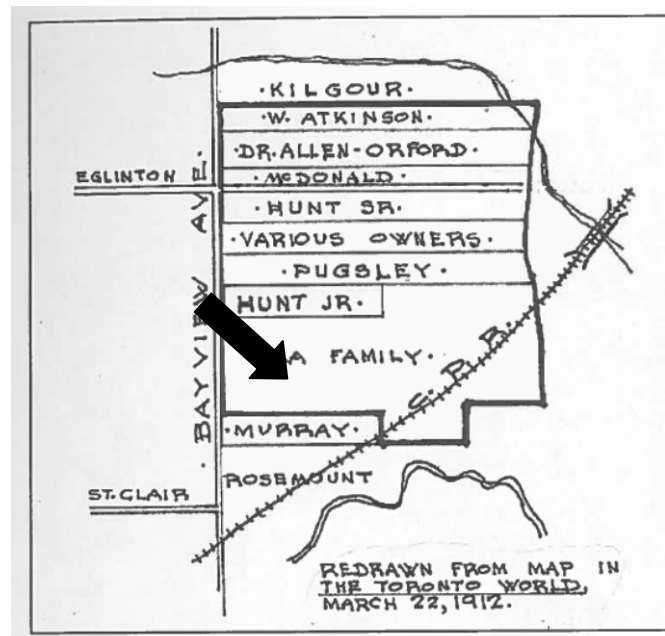 ·KILGOUR·
·W. ATKINSON·
·DR. ALLEN-ORFORD·
EGLINTON
·McDONALD·
·HUNT SR·
·VARIOUS OWNERS·
·PUGSLEY·
HUNT JR·
A FAMILY·
C. P. R.
·BAYVIEW AVE.
·MURRAY·
ROSEMOUNT
ST. CLAIR
REDRAWN FROM MAP IN
THE TORONTO WORLD,
MARCH 22, 1912.